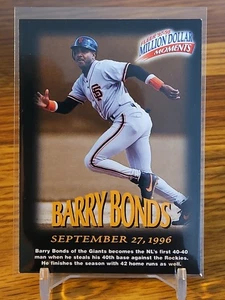 MILLION DOLLAR
MOMENTS
SF
BARRY BONDS
SEPTEMBER 27, 1996
Barry Bonds of the Giants becomes the NL's first 40-40
man when he steals his 40th base against the Rockies.
He finishes the season with 42 home runs as well.